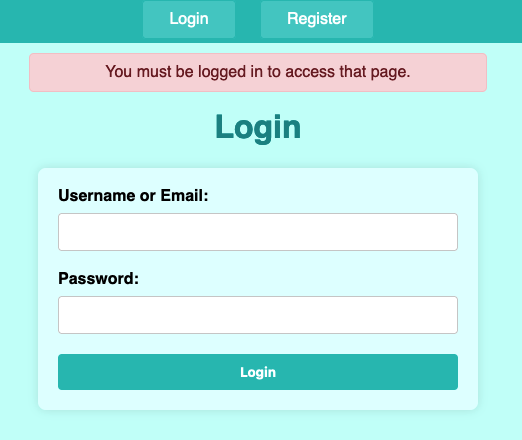 Login Register
You must be logged in to access that page.
Login
Username or Email:
Password:
Login